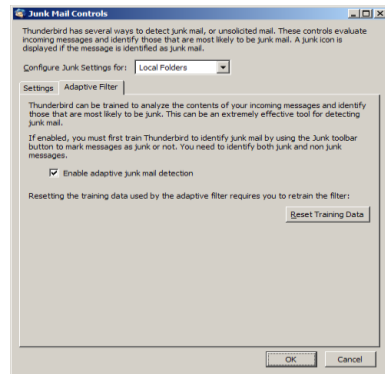 Junk Mail Controls
Thunderbird has several ways to detect junk mail, or unsolicited mail. These controls evaluate
incoming messages and identify those that are most likely to be junk mail. A junk icon is
displayed if the message is identified as junk mail.
Configure Junk Settings for: Local Folders
Settings Adaptive Filter
Thunderbird can be trained to analyze the contents of your incoming messages and identify
those that are most likely to be junk mail. This can be an extremely effective tool for detecting
junk mail.
If enabled, you must first train Thunderbird to identify junk mail by using the Junk toolbar
button to mark messages as junk or not. You need to identify both junk and non junk
messages.
Enable adaptive junk mail detection
Resetting the training data used by the adaptive filter requires you to retrain the filter:
Reset Training Data
OK Cancel